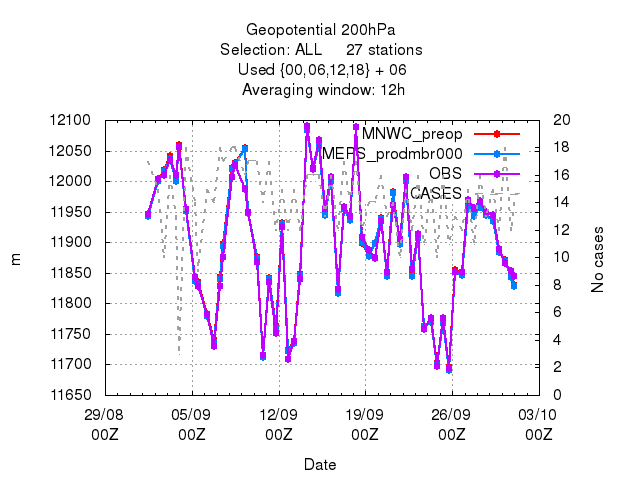 Geopotential 200hPa
Selection: ALL 27 stations
Used {00,06,12,18} + 06
Averaging window: 12h
12100 20
MNWC_preop
12050 18
MEPS_prodmbr000
12000 16
OBS
11950 14
CASES
11900 12
11850 10
11800 8
11750 6
4
11700 2
11650 0
m
No cases
29/08 05/09 12/09 19/09 26/09 03/10
00Z 00Z 00Z 00Z 00Z 00Z
Date